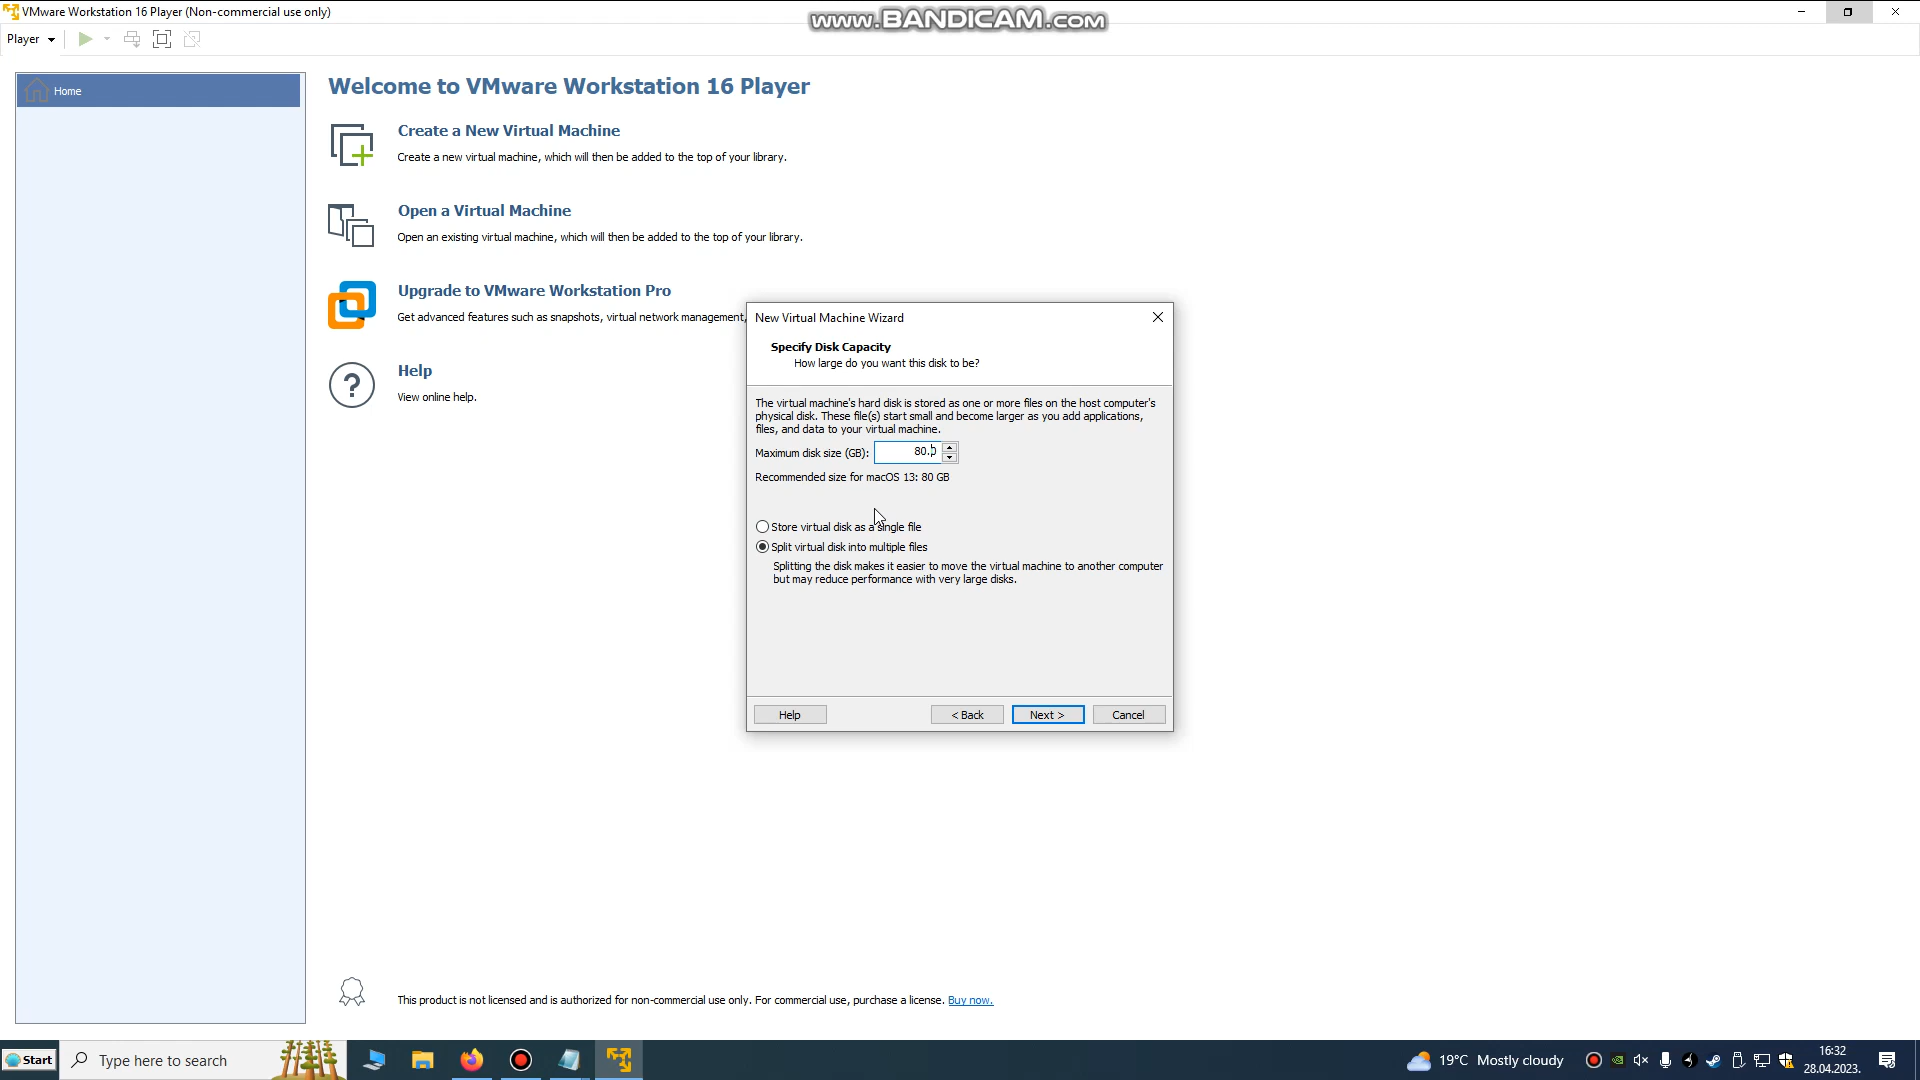 VMware Workstation 16 Player (Non-commercial use only)
www.BANDICAM.com
Player
Home
Welcome to VMware Workstation 16 Player
Create a New Virtual Machine
Create a new virtual machine, which will then be added to the top of your library.
Open a Virtual Machine
Open an existing virtual machine, which will then be added to the top of your library.
Upgrade to VMware Workstation Pro
Get advanced features such as snapshots, virtual network management,
Help
View online help.
New Virtual Machine Wizard
Specify Disk Capacity
How large do you want this disk to be?
The virtual machine's hard disk is stored as one or more files on the host computer's
physical disk. These file(s) start small and become larger as you add applications,
files, and data to your virtual machine.
Maximum disk size (GB): 80.0
Recommended size for macOS 13: 80 GB
Store virtual disk as a single file
Split virtual disk into multiple files
Splitting the disk makes it easier to move the virtual machine to another computer
but may reduce performance with very large disks.
Help < Back Next > Cancel
This product is not licensed and is authorized for non-commercial use only. For commercial use, purchase a license. Buy now.
Start Type here to search 19°C Mostly cloudy
16:32
28.04.2023.